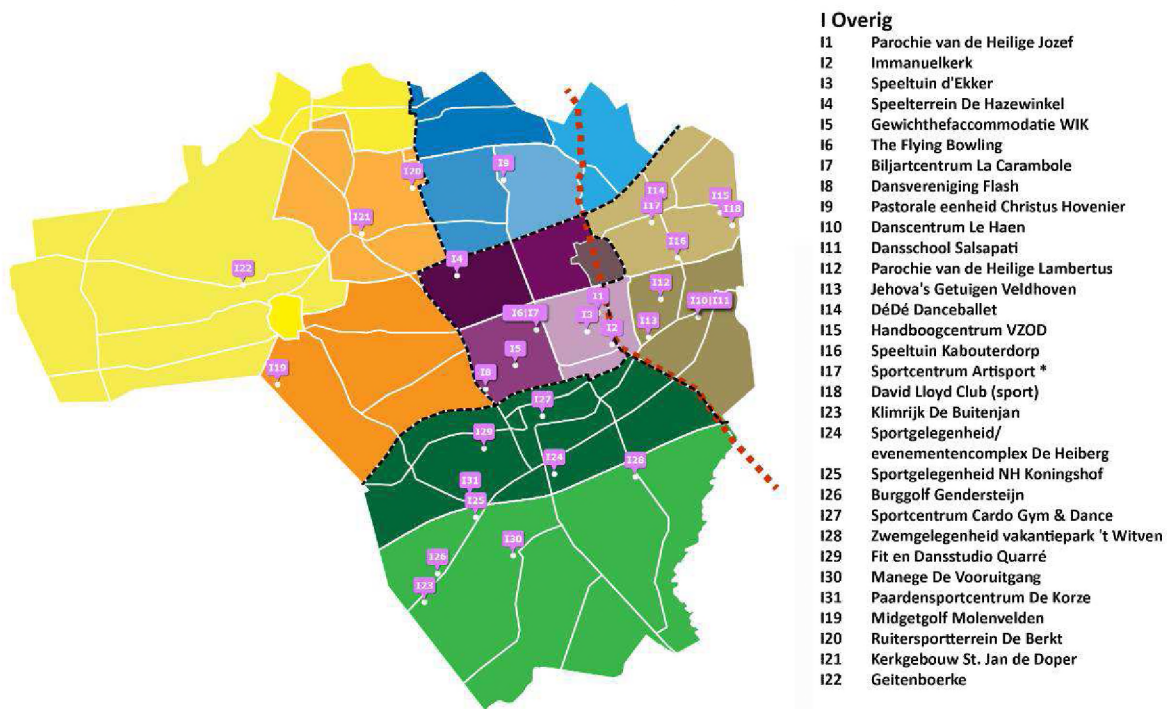 I Overig
I1 Parochie van de Heilige Jozef
I2 Immanuelkerk
I3 Speeltuin d'Ekker
I4 Speelterrein De Hazewinkel
I5 Gewichthefaccommodatie WIK
I6 The Flying Bowling
I7 Biljartcentrum La Carambole
I8 Dansvereniging Flash
I9 Pastorale eenheid Christus Hovenier
I10 Danscentrum Le Haen
I11 Dansschool Salsapati
I12 Parochie van de Heilige Lambertus
I13 Jehova's Getuigen Veldhoven
I14 DéDé Danceballet
I15 Handboogcentrum VZOD
I16 Speeltuin Kabouterdorp
I17 Sportcentrum Artisport *
I18 David Lloyd Club (sport)
I23 Klimrijk De Buitenjan
I24 Sportgelegenheid/
evenementencomplex De Heiberg
I25 Sportgelegenheid NH Koningshof
I26 Burggolf Gendersteijn
I27 Sportcentrum Cardo Gym & Dance
I28 Zwemgelegenheid vakantiepark 't Witven
I29 Fit en Dansstudio Quarré
I30 Manege De Vooruitgang
I31 Paardensportcentrum De Korze
I19 Midgetgolf Molenvelden
I20 Ruitersportterrein De Berkt
I21 Kerkgebouw St. Jan de Doper
I22 Geitenboerke
I9
I20
I14
I15
I17
I18
I21
I16
I4
I22
I12
I1
I10|I11
I6|I7
I3
I2
I13
I5
I19
I8
I27
I29
I24
I28
I31
I25
I30
I26
I23